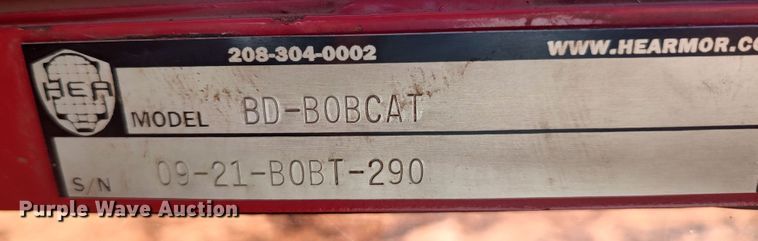 208-304-0002 WWW.HEARMOR.CO
HEA
MODEL BD-BOBCAT
S/N 09-21-BOBT-290
Purple Wave Auction